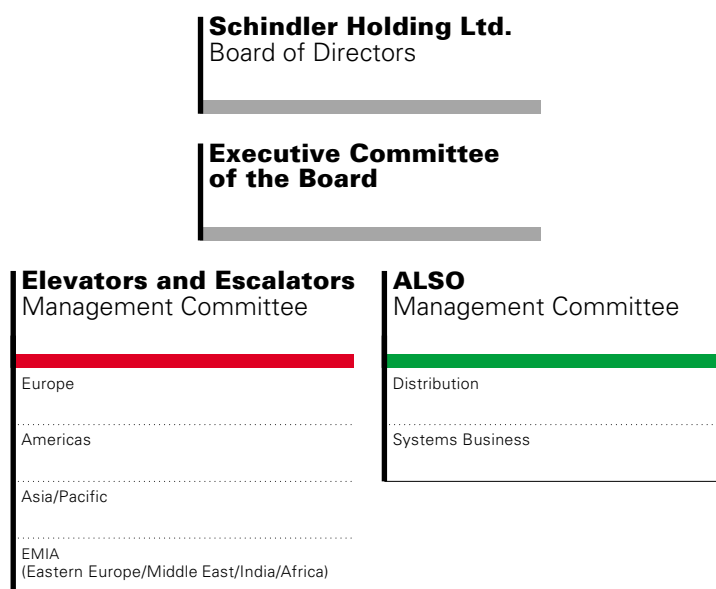 Schindler Holding Ltd.
Board of Directors
Executive Committee
of the Board
Elevators and Escalators
Management Committee
Europe
Americas
Asia/Pacific
EMIA
(Eastern Europe/Middle East/India/Africa)
ALSO
Management Committee
Distribution
Systems Business